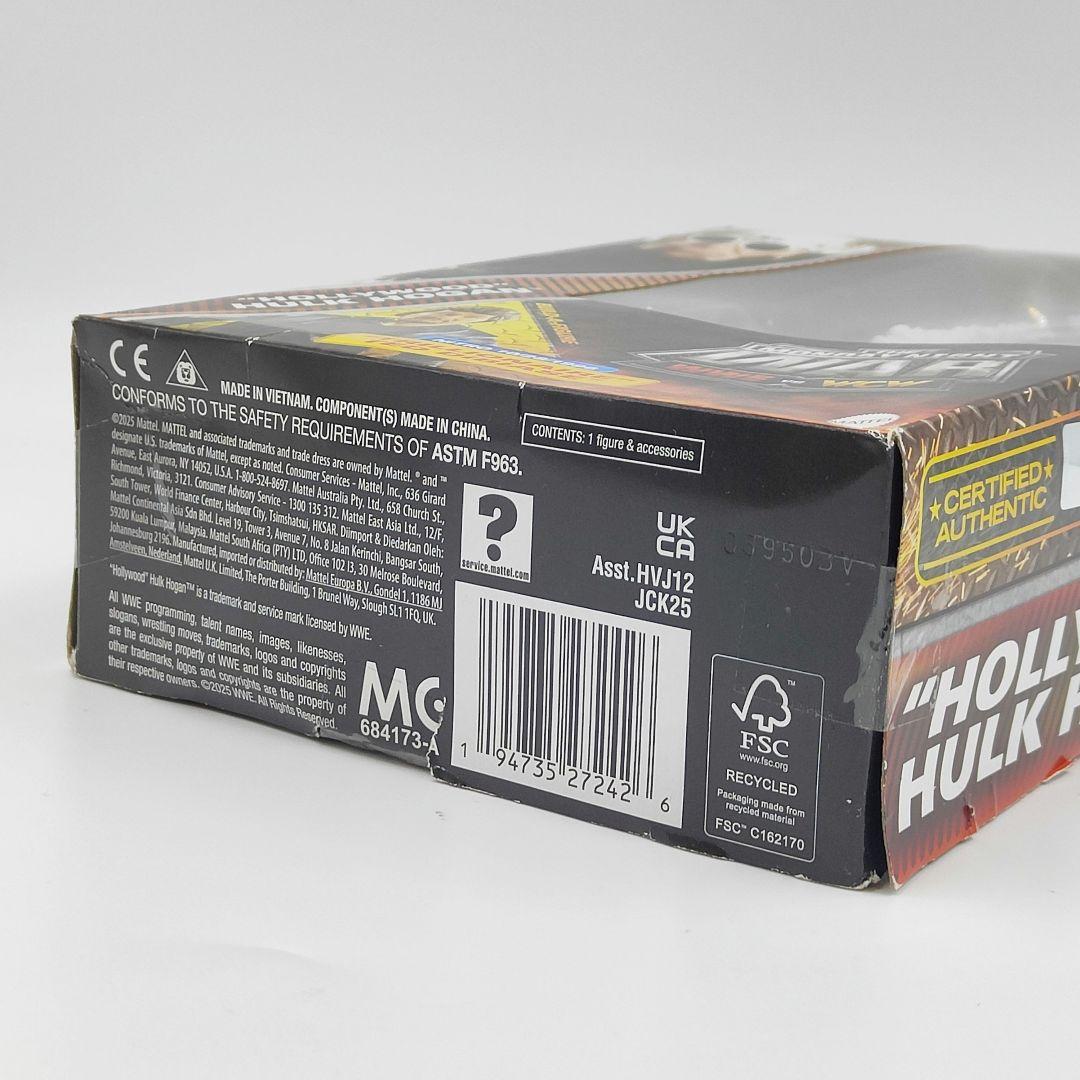 "HOLLYWOOD"
HULK HOGAN
MONDAY NIGHT
WAR
WCW
MATTEL
CE
MADE IN VIETNAM. COMPONENT(S) MADE IN CHINA.
CONFORMS TO THE SAFETY REQUIREMENTS OF ASTM F963.
©2025 Mattel. MATTEL and associated trademarks and trade dress are owned by Mattel. ® and ™
designate U.S. trademarks of Mattel, except as noted. Consumer Services - Mattel, Inc., 636 Girard
Avenue, East Aurora, NY 14052, U.S.A. 1-800-524-8697. Mattel Australia Pty. Ltd., 658 Church St.,
Richmond, Victoria, 3121. Consumer Advisory Service - 1300 135 312. Mattel East Asia Ltd., 12/F,
South Tower, World Finance Center, Harbour City, Tsimshatsui, HKSAR. Diimport & Diedarkan Oleh:
Mattel Continental Asia Sdn Bhd. Level 19, Tower 3, Avenue 7, No. 8 Jalan Kerinchi, Bangsar South,
59200 Kuala Lumpur, Malaysia. Mattel South Africa (PTY) LTD, Office 102 I3, 30 Melrose Boulevard,
Johannesburg 2196. Manufactured, imported or distributed by: Mattel Europa B.V., Gondel 1, 1186 MJ
Amstelveen, Nederland. Mattel U.K. Limited, The Porter Building, 1 Brunel Way, Slough SL1 1FQ, UK.
"Hollywood" Hulk Hogan™ is a trademark and service mark licensed by WWE.
All WWE programming, talent names, images, likenesses,
slogans, wrestling moves, trademarks, logos and copyrights
are the exclusive property of WWE and its subsidiaries. All
other trademarks, logos and copyrights are the property of
their respective owners. ©2025 WWE. All Rights Reserved.
MC
684173-A
CONTENTS: 1 figure & accessories
?
service.mattel.com
UK
CA
Asst.HVJ12
JCK25
039503V
1 94735 27242 6
FSC™
www.fsc.org
RECYCLED
Packaging made from
recycled material
FSC™ C162170
CERTIFIED
AUTHENTIC
"HOLLY
HULK H